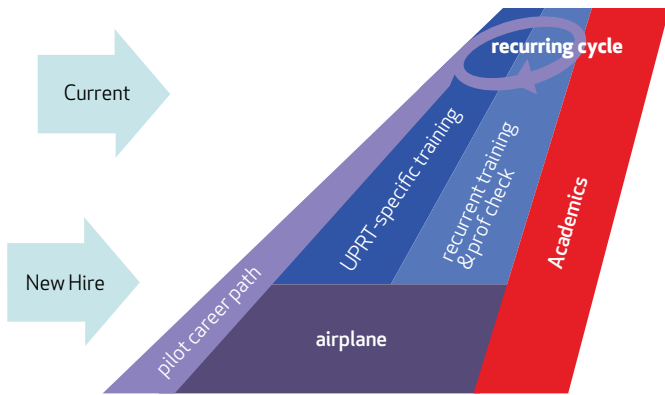 recurring cycle
Current
UPRT-specific training
recurrent training
& prof check
Academics
New Hire
pilot career path
airplane